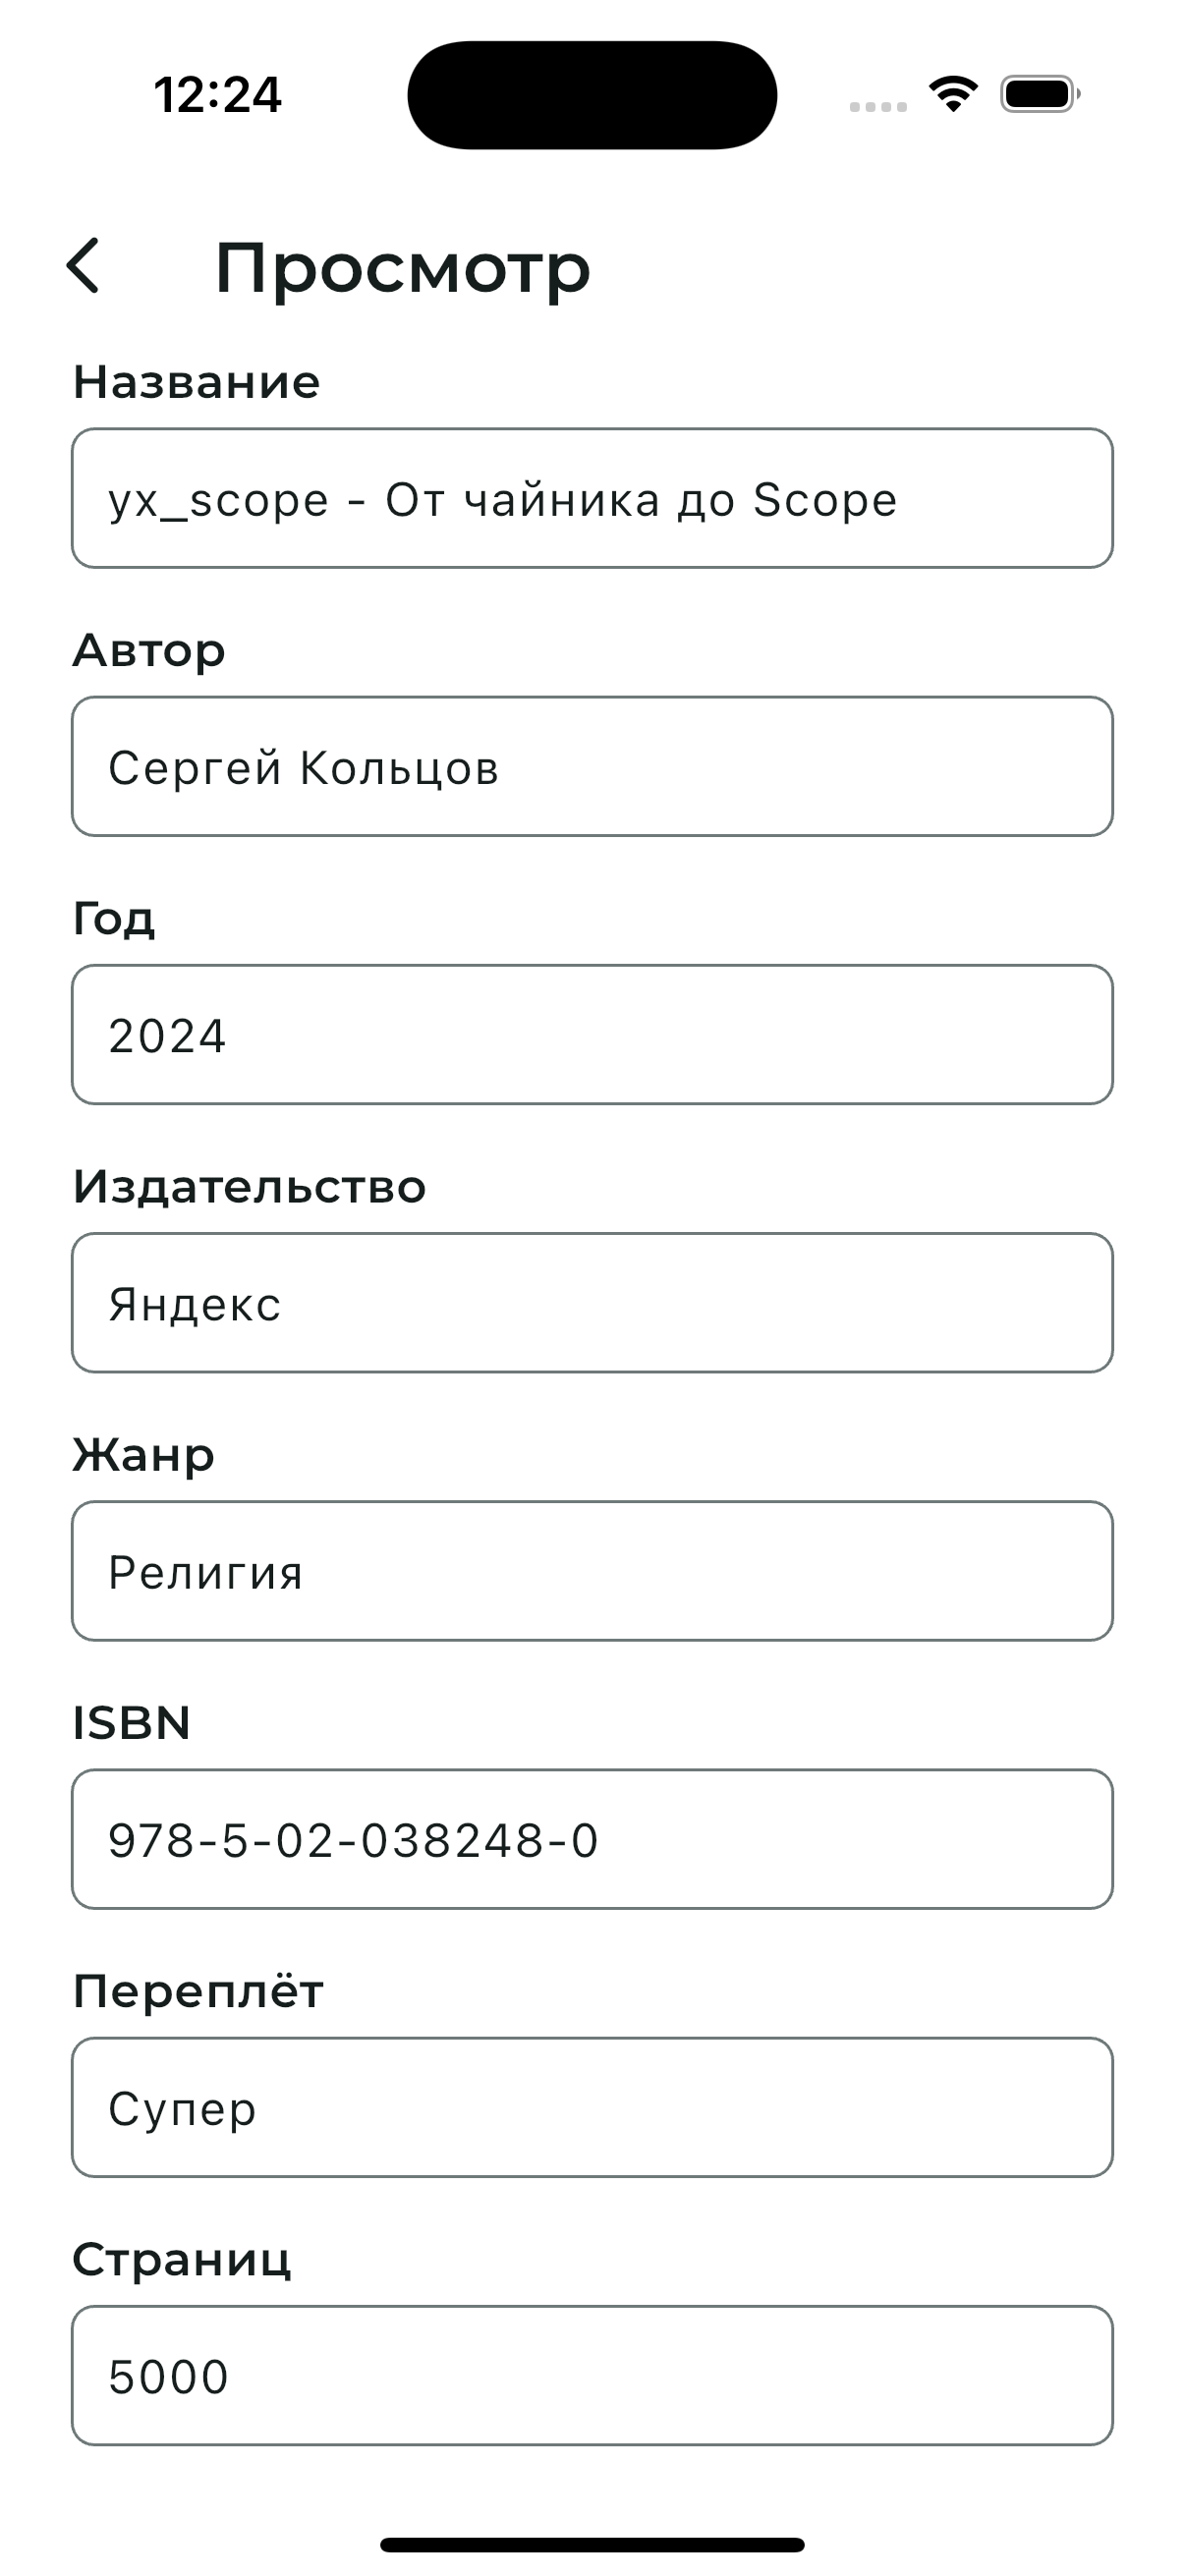 12:24
Просмотр
Название
yx_scope - От чайника до Scope
Автор
Сергей Кольцов
Год
2024
Издательство
Яндекс
Жанр
Религия
ISBN
978-5-02-038248-0
Переплёт
Супер
Страниц
5000